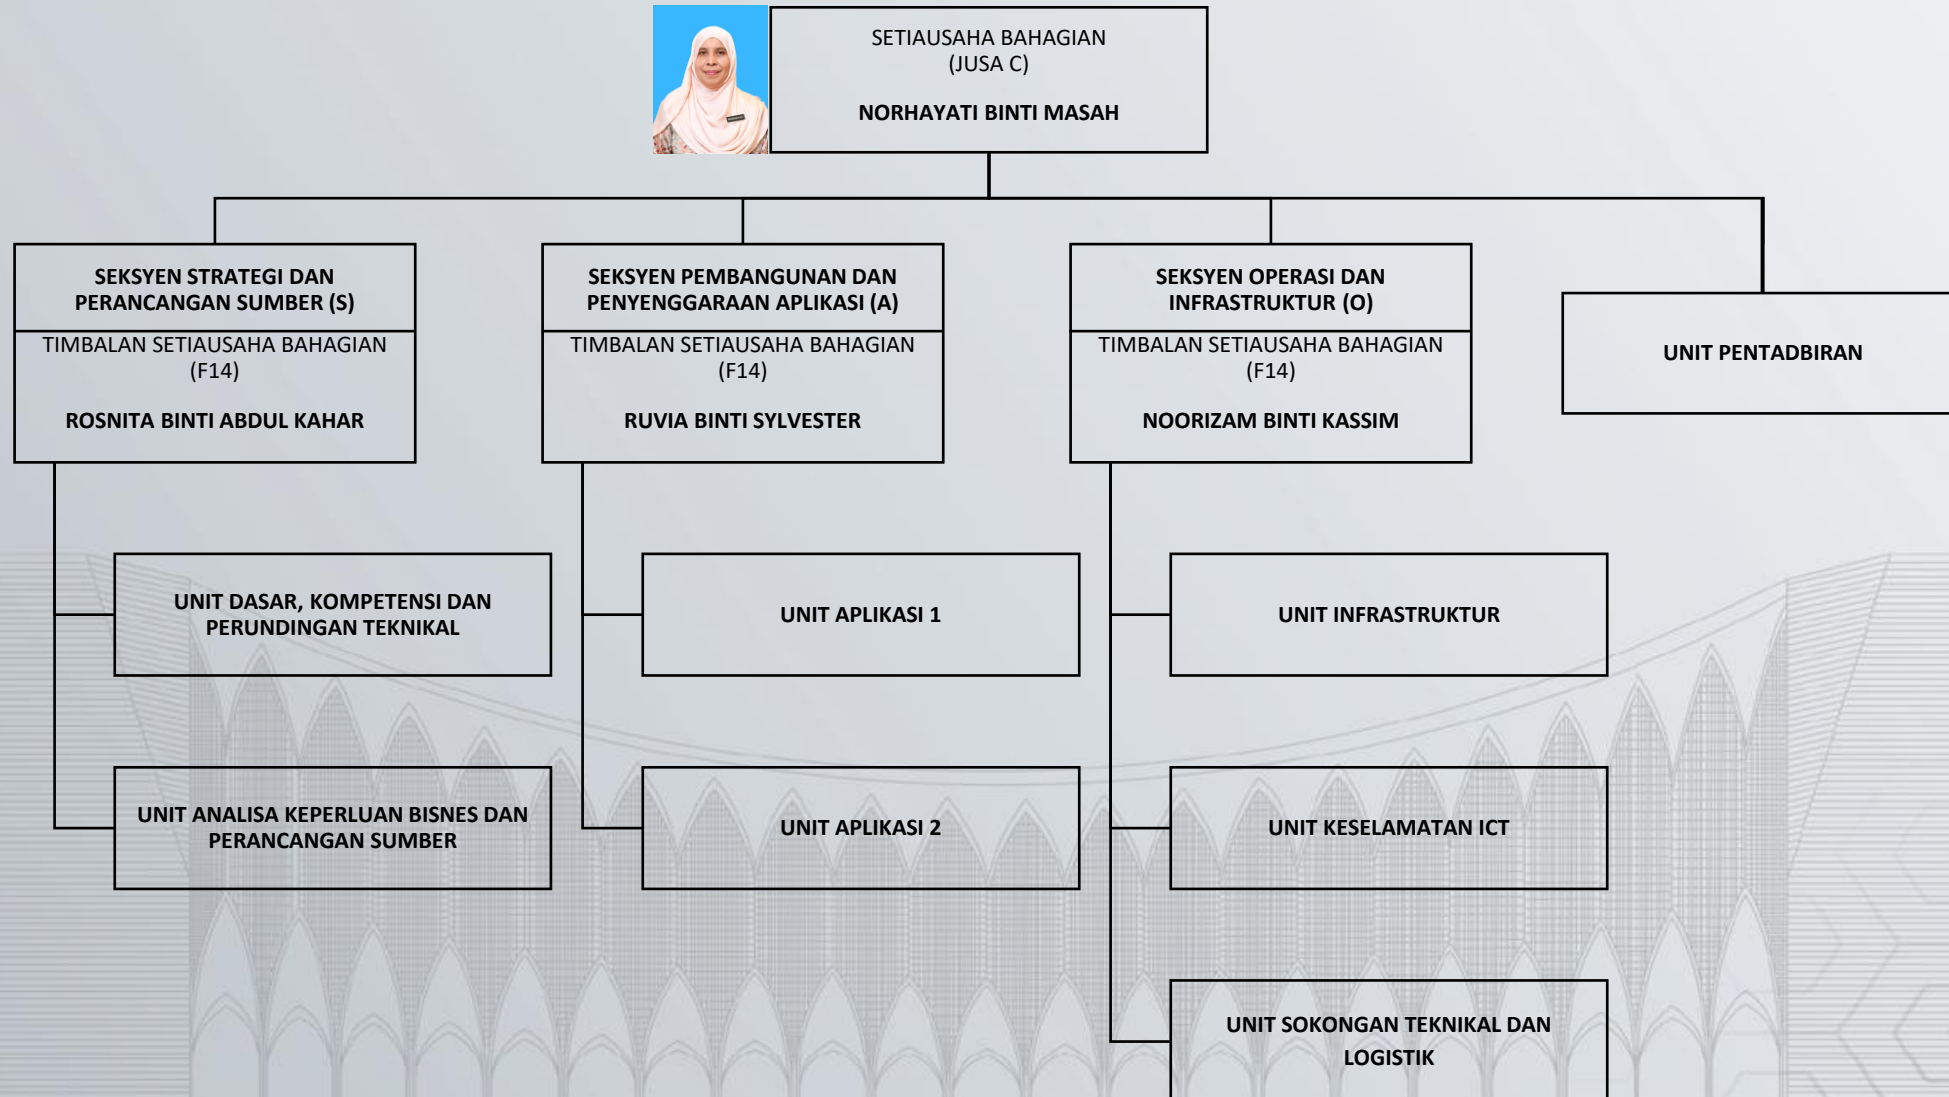 SETIAUSAHA BAHAGIAN
(JUSA C)
NORHAYATI BINTI MASAH
SEKSYEN STRATEGI DAN
PERANCANGAN SUMBER (S)
TIMBALAN SETIAUSAHA BAHAGIAN
(F14)
ROSNITA BINTI ABDUL KAHAR
SEKSYEN PEMBANGUNAN DAN
PENYENGGARAAN APLIKASI (A)
TIMBALAN SETIAUSAHA BAHAGIAN
(F14)
RUVIA BINTI SYLVESTER
SEKSYEN OPERASI DAN
INFRASTRUKTUR (O)
TIMBALAN SETIAUSAHA BAHAGIAN
(F14)
NOORIZAM BINTI KASSIM
UNIT PENTADBIRAN
UNIT DASAR, KOMPETENSI DAN
PERUNDINGAN TEKNIKAL
UNIT ANALISA KEPERLUAN BISNES DAN
PERANCANGAN SUMBER
UNIT APLIKASI 1
UNIT APLIKASI 2
UNIT INFRASTRUKTUR
UNIT KESELAMATAN ICT
UNIT SOKONGAN TEKNIKAL DAN
LOGISTIK